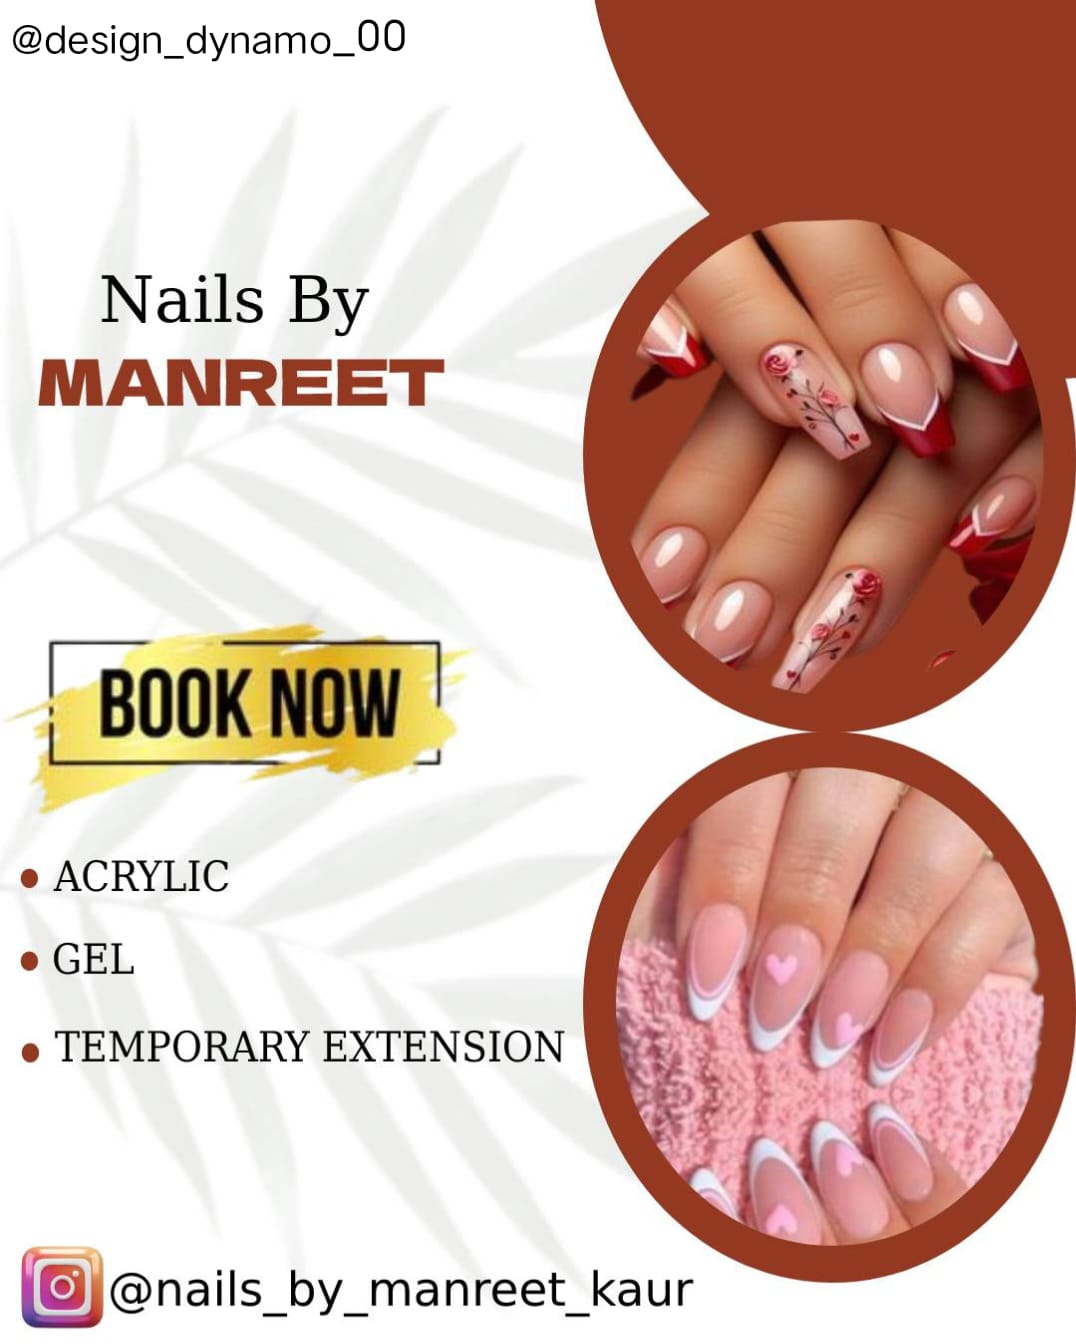 @design_dynamo_00
Nails By
MANREET
BOOK NOW
ACRYLIC
GEL
TEMPORARY EXTENSION
@nails_by_manreet_kaur